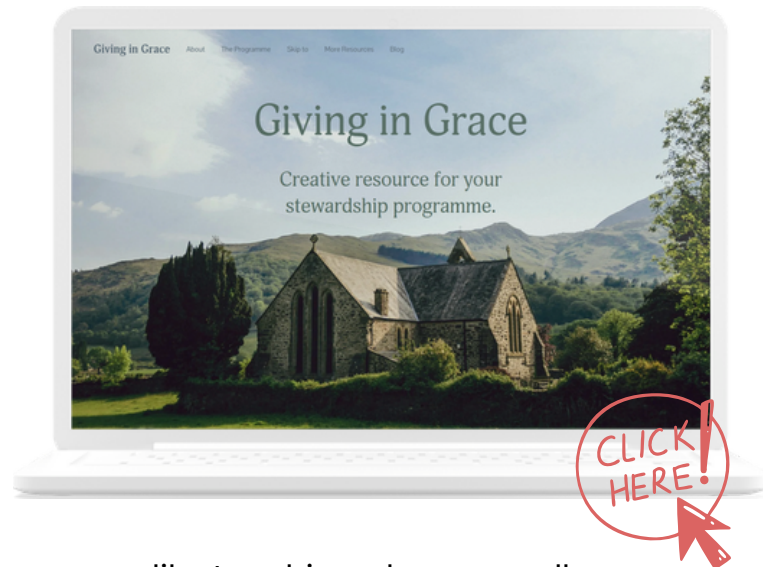 Giving in Grace About The Programme Skip to More Resources Blog
Giving in Grace
Creative resource for your
stewardship programme.
CLICK
HERE!